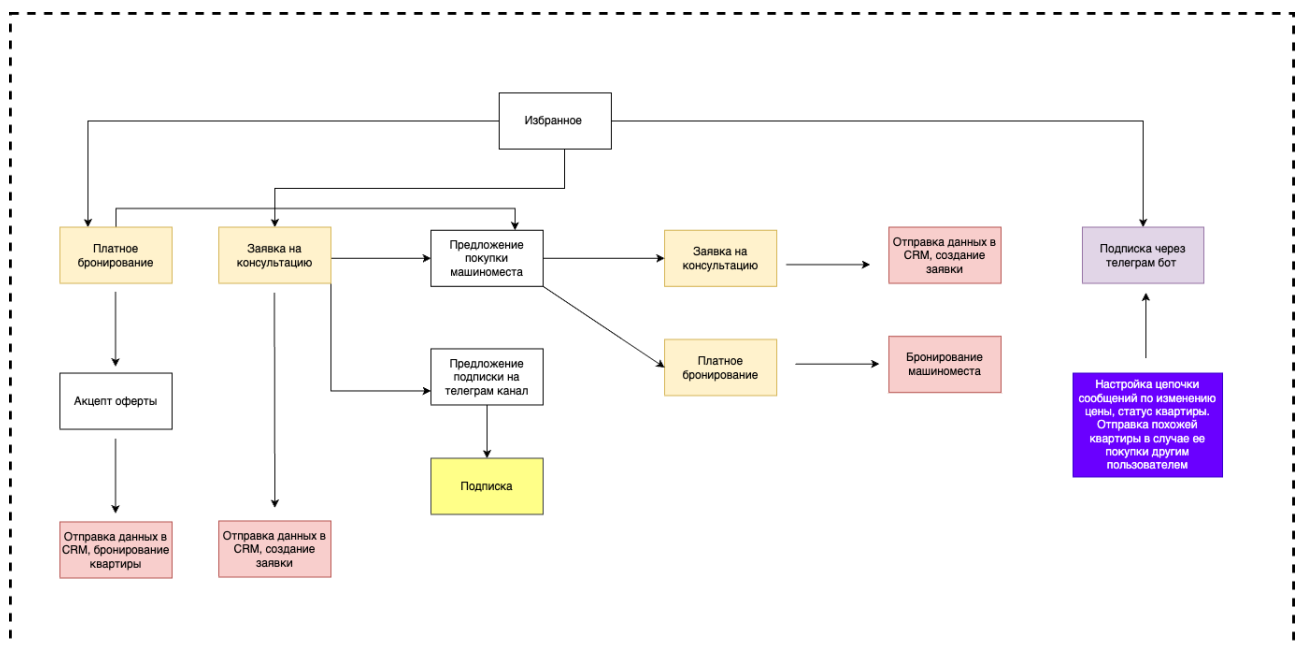 Избранное
Платное
бронирование
Заявка на
консультацию
Предложение
покупки
машиноместа
Заявка на
консультацию
Отправка данных в
CRM, создание
заявки
Подписка через
телеграм бот
Акцепт оферты
Предложение
подписки на
телеграм канал
Платное
бронирование
Бронирование
машиноместа
Настройка цепочки
сообщений по изменению
цены, статус квартиры.
Отправка похожей
квартиры в случае ее
покупки другим
пользователем
Подписка
Отправка данных в
CRM, бронирование
квартиры
Отправка данных в
CRM, создание
заявки